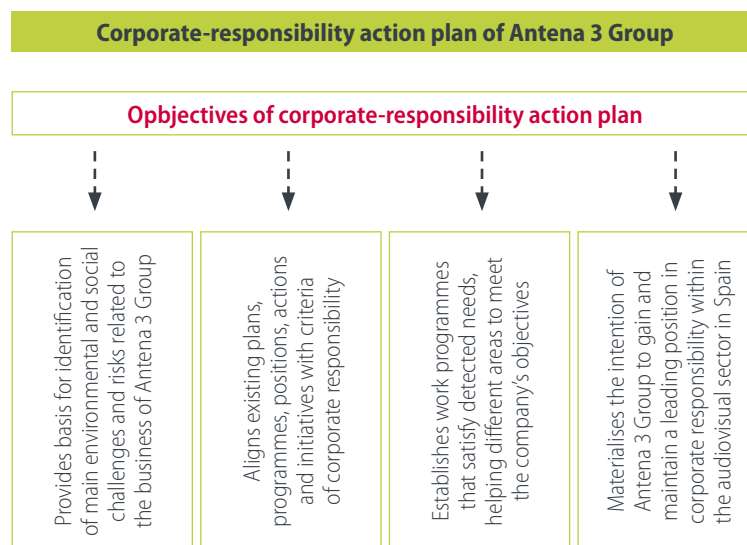 Corporate-responsibility action plan of Antena 3 Group
Opbjectives of corporate-responsibility action plan
Provides basis for identification
of main environmental and social
challenges and risks related to
the business of Antena 3 Group
Aligns existing plans,
programmes, positions, actions
and initiatives with criteria
of corporate responsibility
Establishes work programmes
that satisfy detected needs,
helping different areas to meet
the company's objectives
Materialises the intention of
Antena 3 Group to gain and
maintain a leading position in
corporate responsibility within
the audiovisual sector in Spain